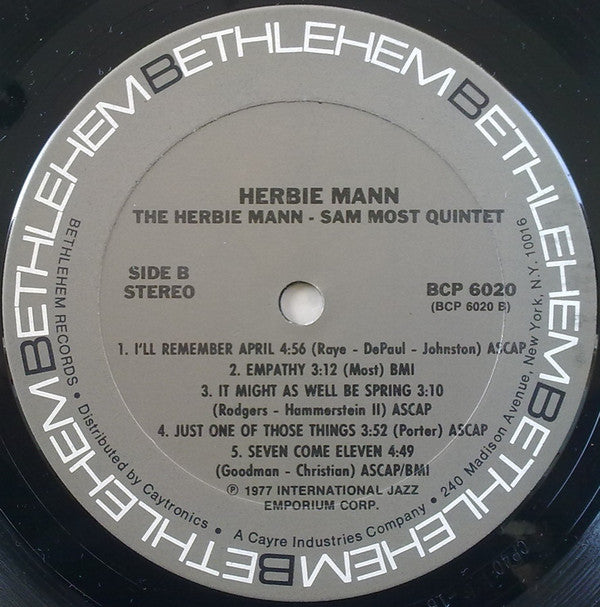 BETHLEHEM BETHLEHEM BETHLEHEM BETHLEHEM BETHLEHEM BETHLEHEM
HERBIE MANN
THE HERBIE MANN - SAM MOST QUINTET
SIDE B
STEREO
BCP 6020
(BCP 6020 B)
1. I'LL REMEMBER APRIL 4:56 (Raye - DePaul - Johnston) ASCAP
2. EMPATHY 3:12 (Most) BMI
3. IT MIGHT AS WELL BE SPRING 3:10
(Rodgers - Hammerstein II) ASCAP
4. JUST ONE OF THOSE THINGS 3:52 (Porter) ASCAP
5. SEVEN COME ELEVEN 4:49
(Goodman - Christian) ASCAP/BMI
℗ 1977 INTERNATIONAL JAZZ
EMPORIUM CORP.
BETHLEHEM RECORDS • Distributed by Caytronics • A Cayre Industries Company • 240 Madison Avenue, New York, N.Y. 10016